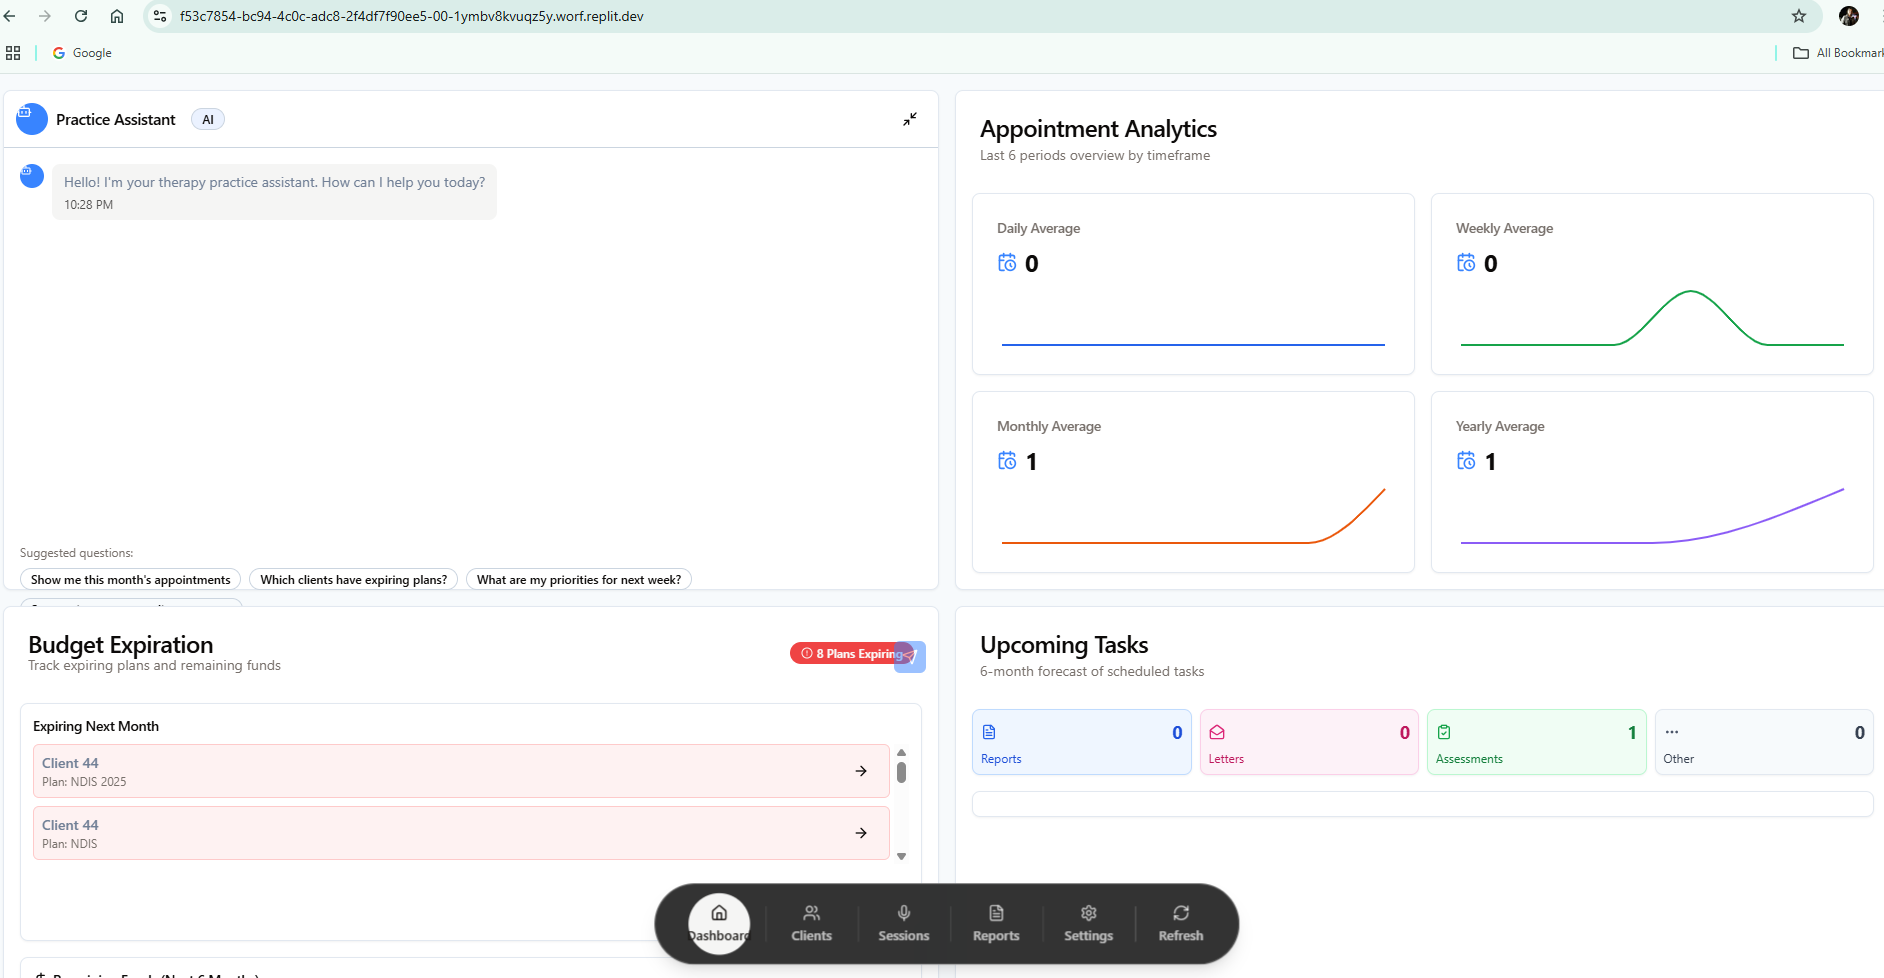 f53c7854-bc94-4c0c-adc8-2f4df7f90ee5-00-1ymbv8kvuqz5y.worf.replit.dev
Google
All Bookmar
Practice Assistant
AI
Hello! I'm your therapy practice assistant. How can I help you today?
10:28 PM
Suggested questions:
Show me this month's appointments
Which clients have expiring plans?
What are my priorities for next week?
Appointment Analytics
Last 6 periods overview by timeframe
Daily Average
0
Weekly Average
0
Monthly Average
1
Yearly Average
1
Budget Expiration
Track expiring plans and remaining funds
8 Plans Expiring
Expiring Next Month
Client 44
Plan: NDIS 2025
Client 44
Plan: NDIS
Upcoming Tasks
6-month forecast of scheduled tasks
0
Reports
0
Letters
1
Assessments
0
Other
Dashboard
Clients
Sessions
Reports
Settings
Refresh